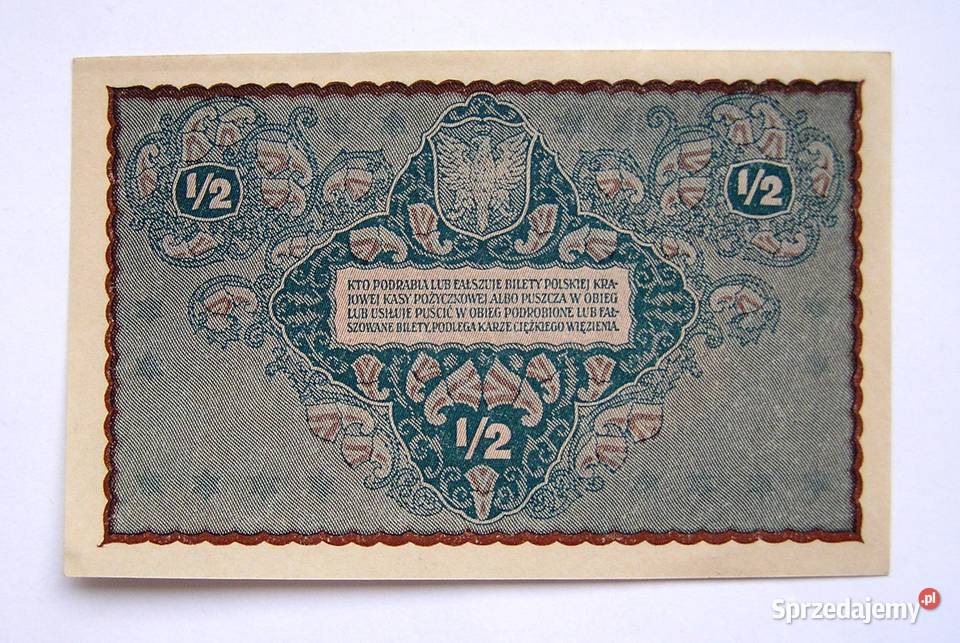 1/2
1/2
KTO PODRABIA LUB FAŁSZUJE BILETY POLSKIEJ KRA-
JOWEJ KASY POŻYCZKOWEJ ALBO PUSZCZA W OBIEG
LUB USIŁUJE PUŚCIĆ W OBIEG PODROBIONE LUB FAŁ-
SZOWANE BILETY, PODLEGA KARZE CIĘŻKIEGO WIĘZIENIA.
1/2
Sprzedajemy.pl